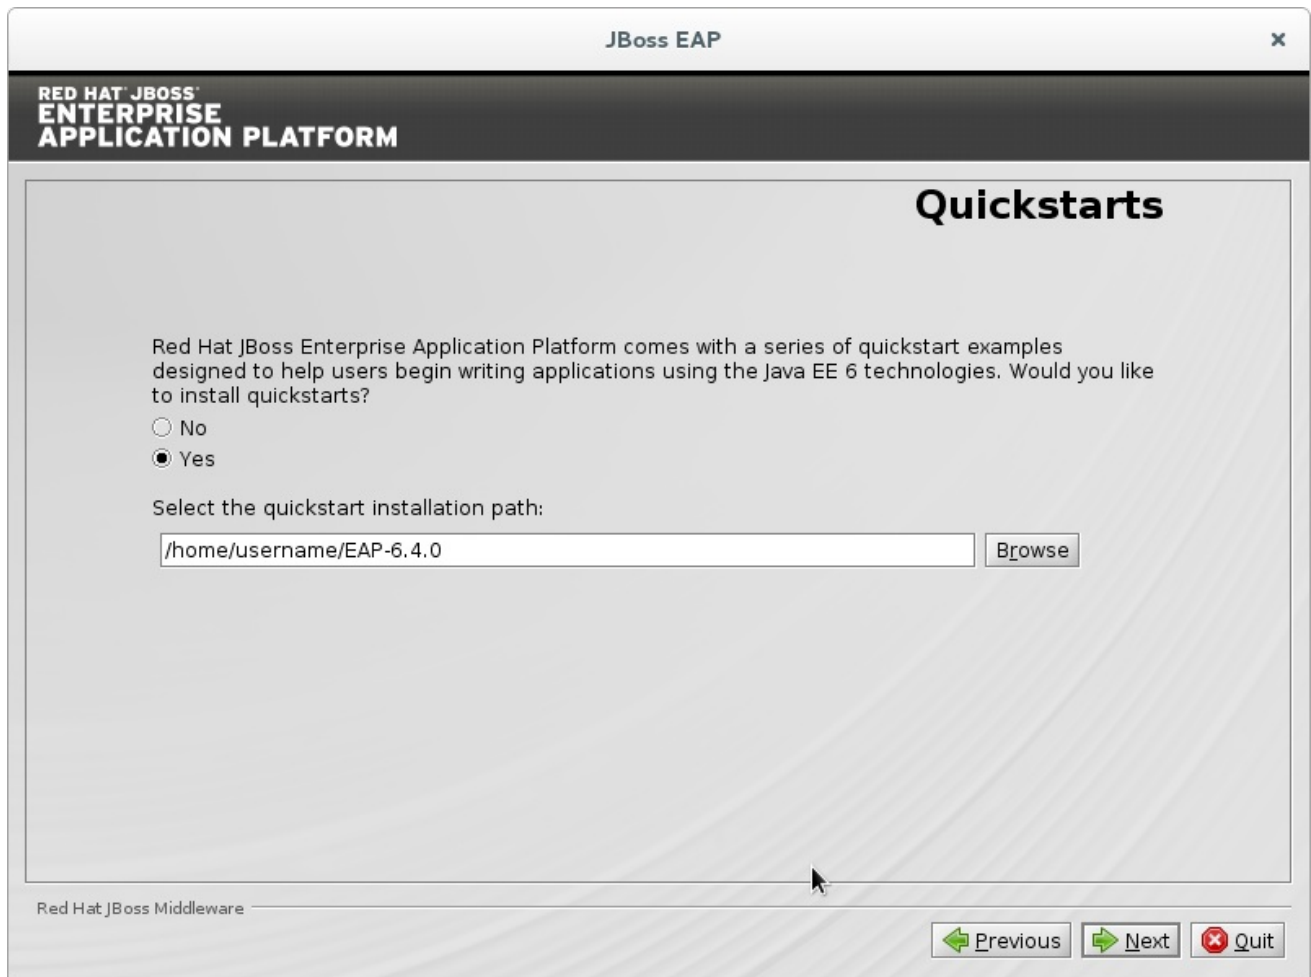 JBoss EAP
RED HAT JBOSS
ENTERPRISE
APPLICATION PLATFORM
Quickstarts
Red Hat JBoss Enterprise Application Platform comes with a series of quickstart examples
designed to help users begin writing applications using the Java EE 6 technologies. Would you like
to install quickstarts?
No
Yes
Select the quickstart installation path:
/home/username/EAP-6.4.0
Browse
Red Hat JBoss Middleware
Previous
Next
Quit